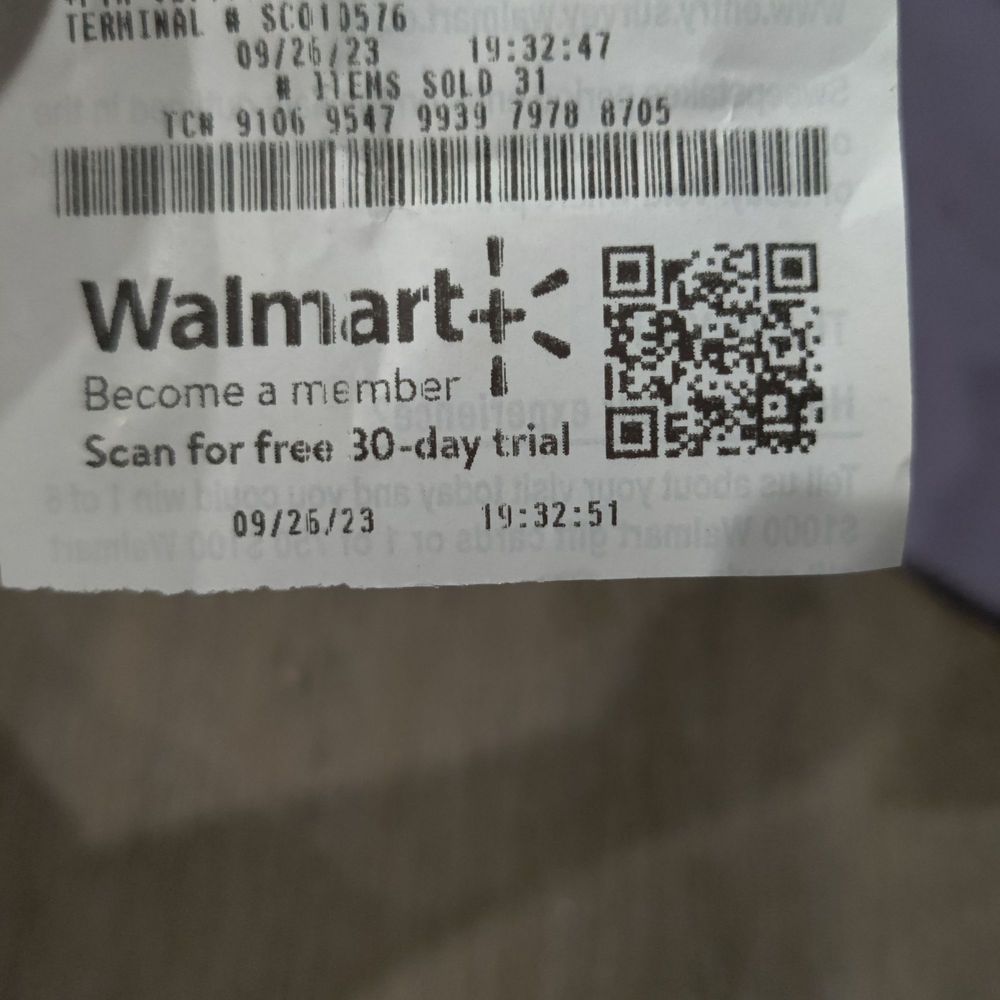 TERMINAL # SC010576
09/26/23 19:32:47
# ITEMS SOLD 31
TC# 9106 9547 9939 7978 8705
Walmart+
Become a member
Scan for free 30-day trial
09/26/23 19:32:51